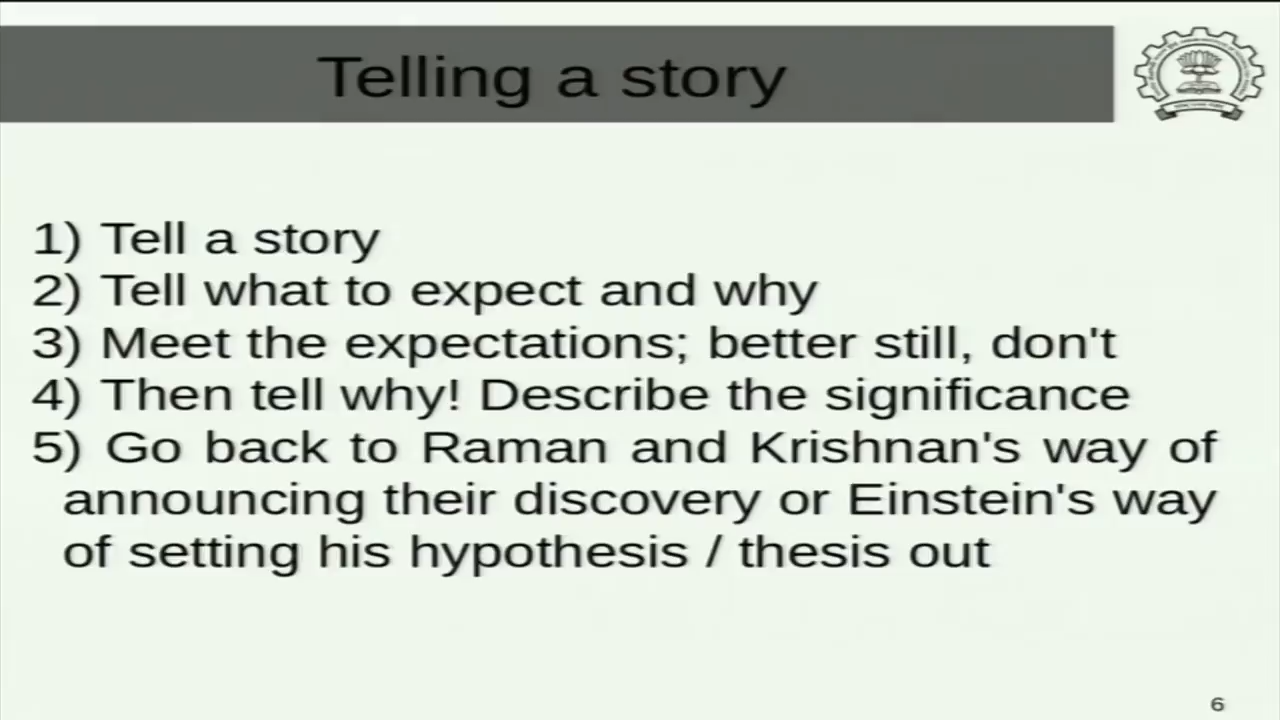 Telling a story
1) Tell a story
2) Tell what to expect and why
3) Meet the expectations; better still, don't
4) Then tell why! Describe the significance
5) Go back to Raman and Krishnan's way of
announcing their discovery or Einstein's way
of setting his hypothesis / thesis out
6